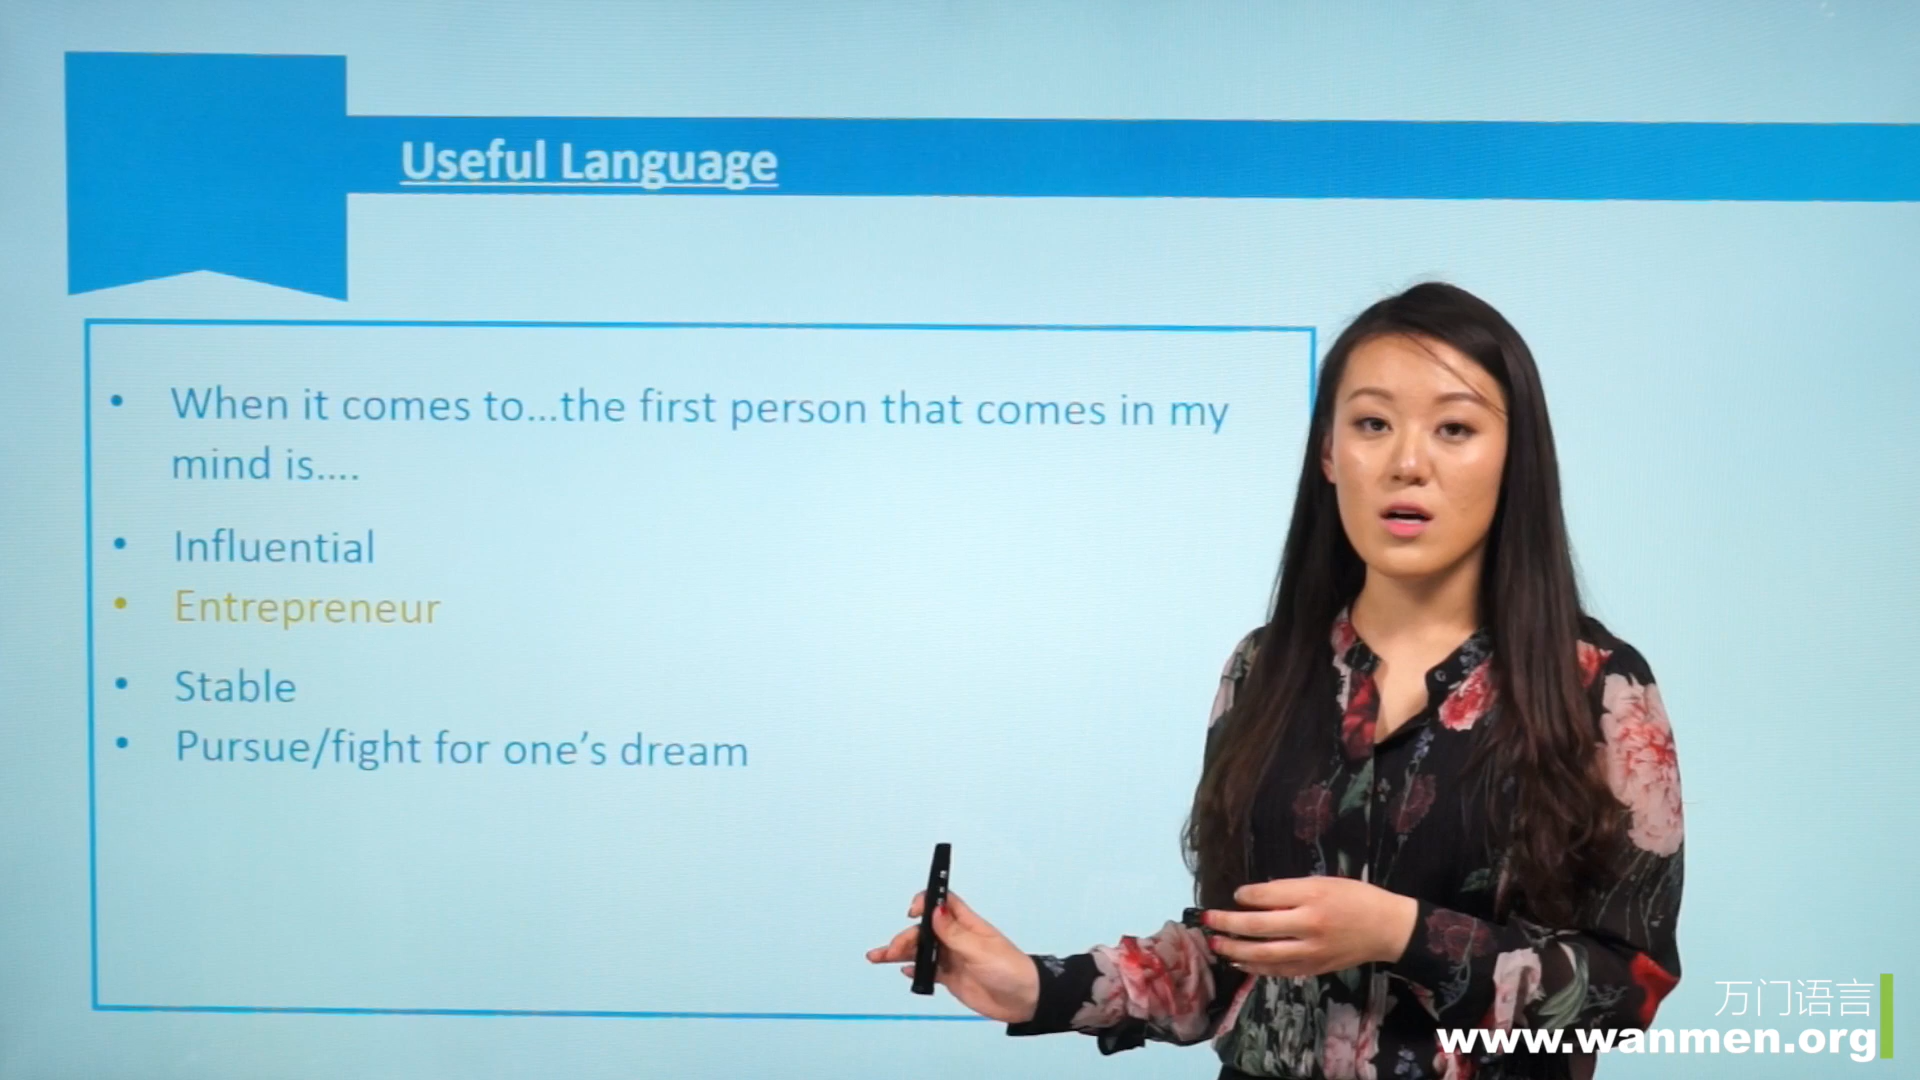 Useful Language
• When it comes to...the first person that comes in my
mind is....
• Influential
• Entrepreneur
• Stable
• Pursue/fight for one’s dream
万门语言
www.wanmen.org